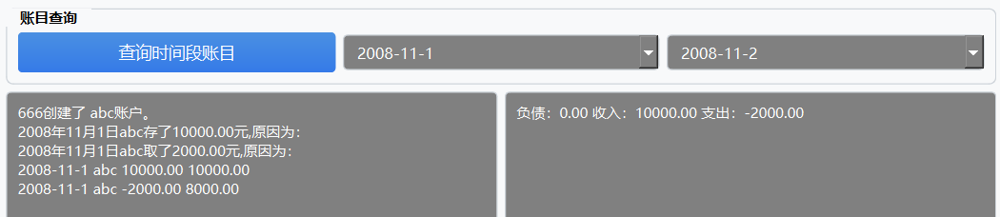 账目查询
查询时间段账目 2008-11-1 2008-11-2
666创建了 abc账户。
2008年11月1日abc存了10000.00元,原因为：
2008年11月1日abc取了2000.00元,原因为：
2008-11-1 abc 10000.00 10000.00
2008-11-1 abc -2000.00 8000.00
负债：0.00 收入：10000.00 支出：-2000.00